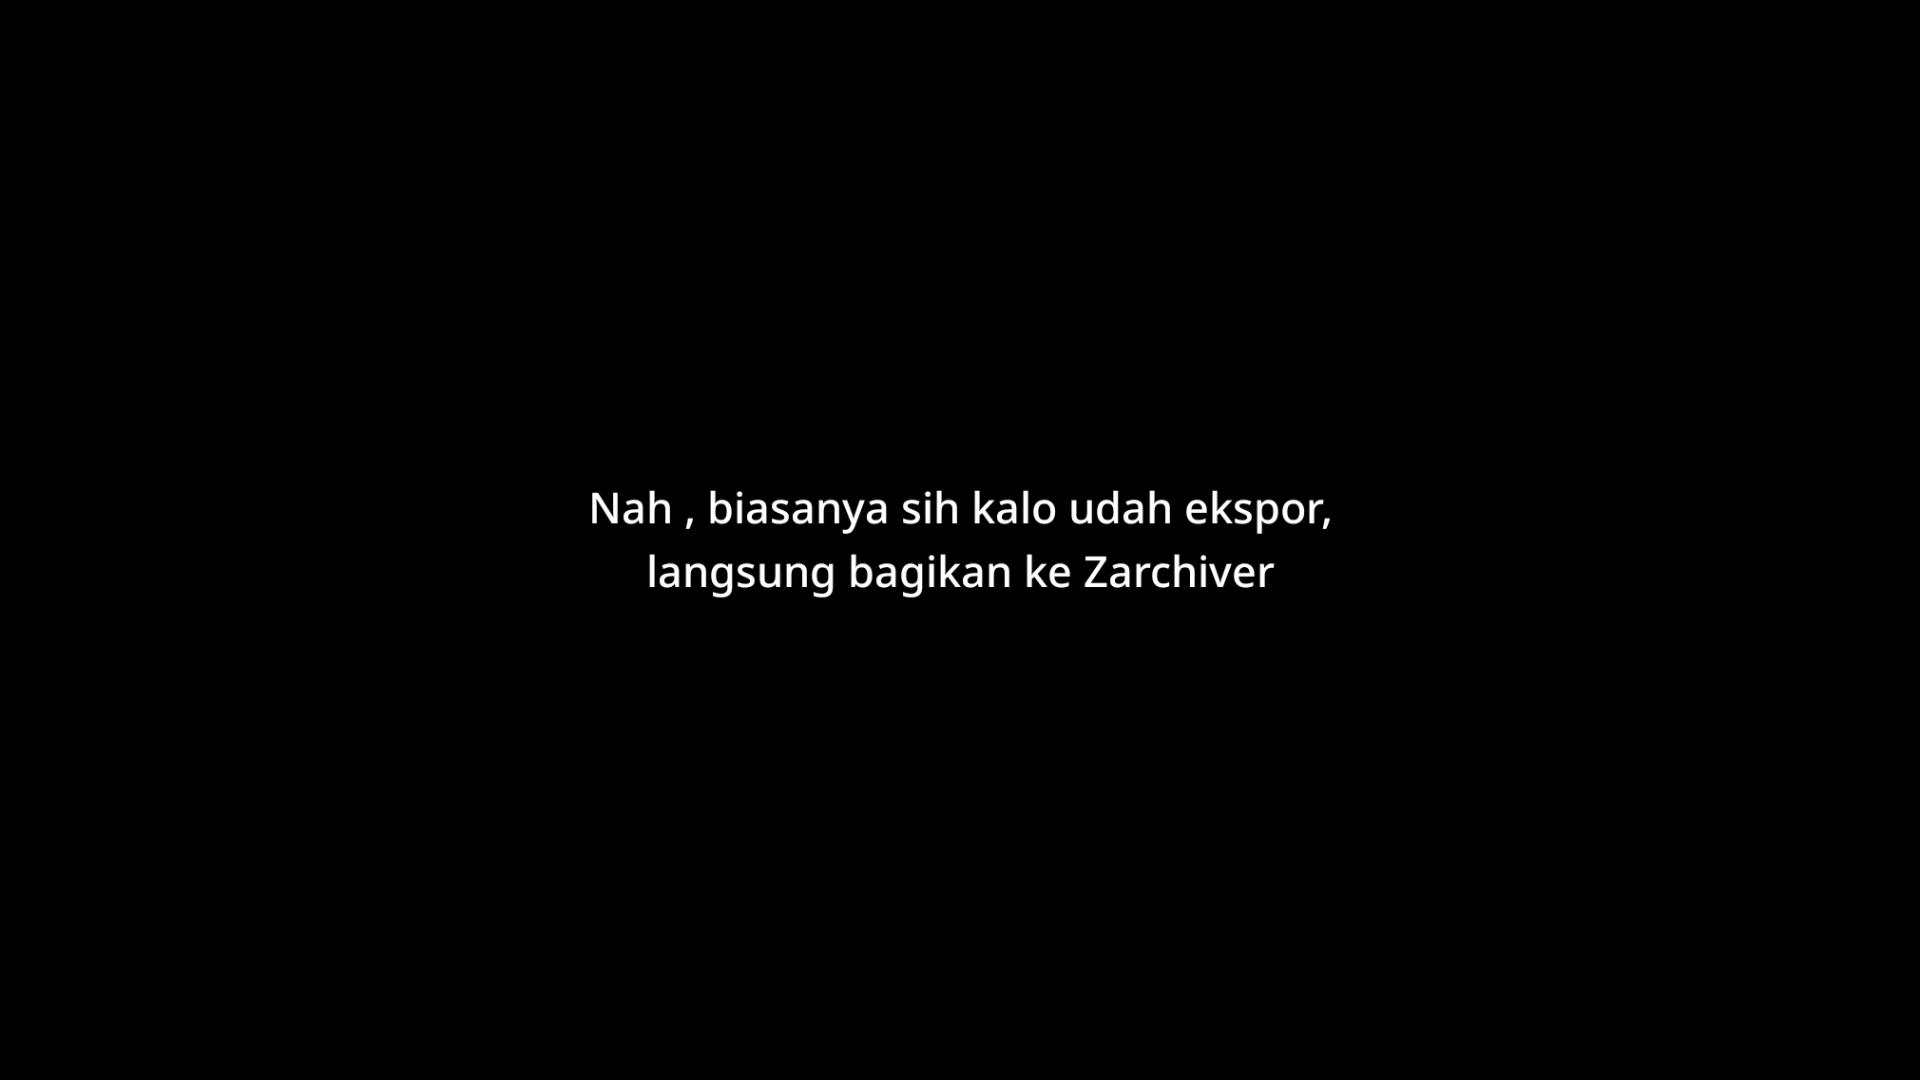 Nah , biasanya sih kalo udah ekspor,
langsung bagikan ke Zarchiver